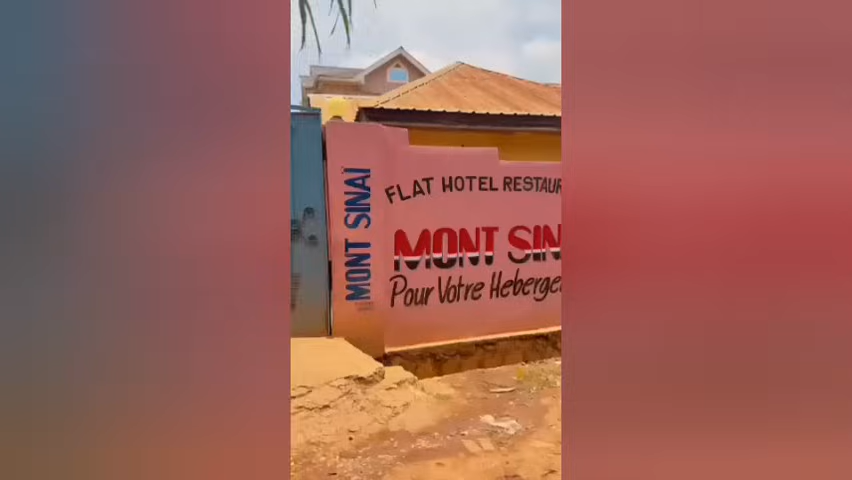 MONT SINAÏ
FLAT HOTEL RESTAUR
MONT SIN
Pour Votre Heberge